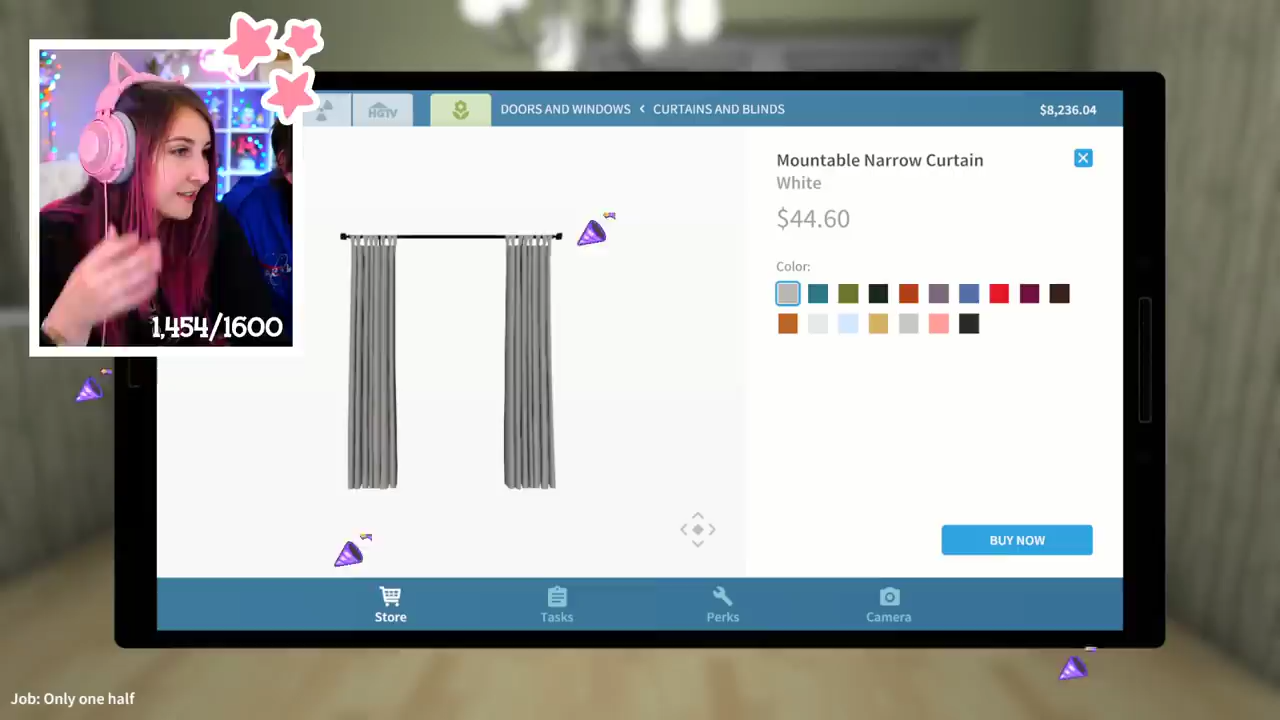 HGTV
DOORS AND WINDOWS < CURTAINS AND BLINDS
$8,236.04
Mountable Narrow Curtain
White
$44.60
Color:
1,454/1600
BUY NOW
Store
Tasks
Perks
Camera
Job: Only one half